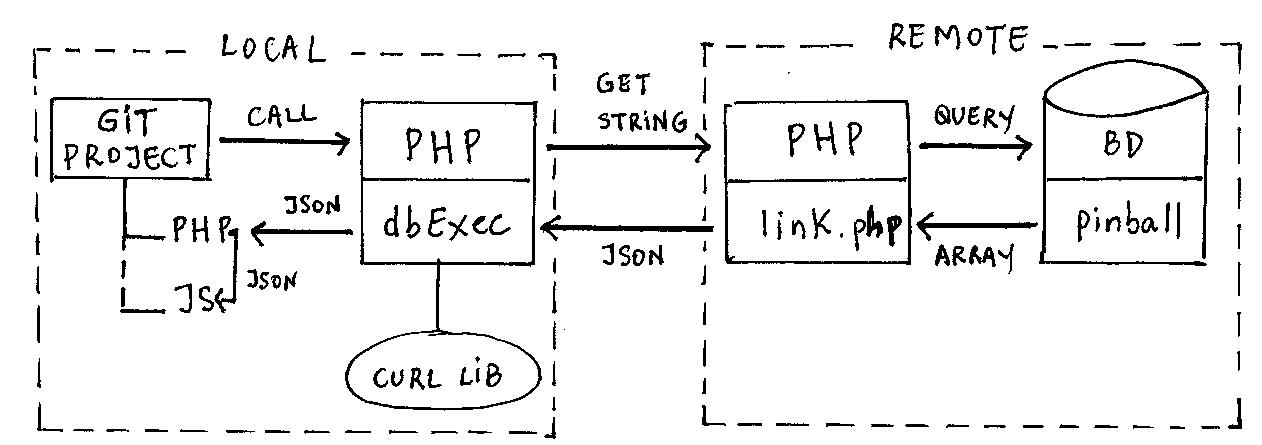 LOCAL
REMOTE
GIT
PROJECT
CALL
PHP
dbExec
GET
STRING
PHP
link.php
QUERY
BD
pinball
JSON
PHP
JSON
JS
JSON
ARRAY
CURL LIB